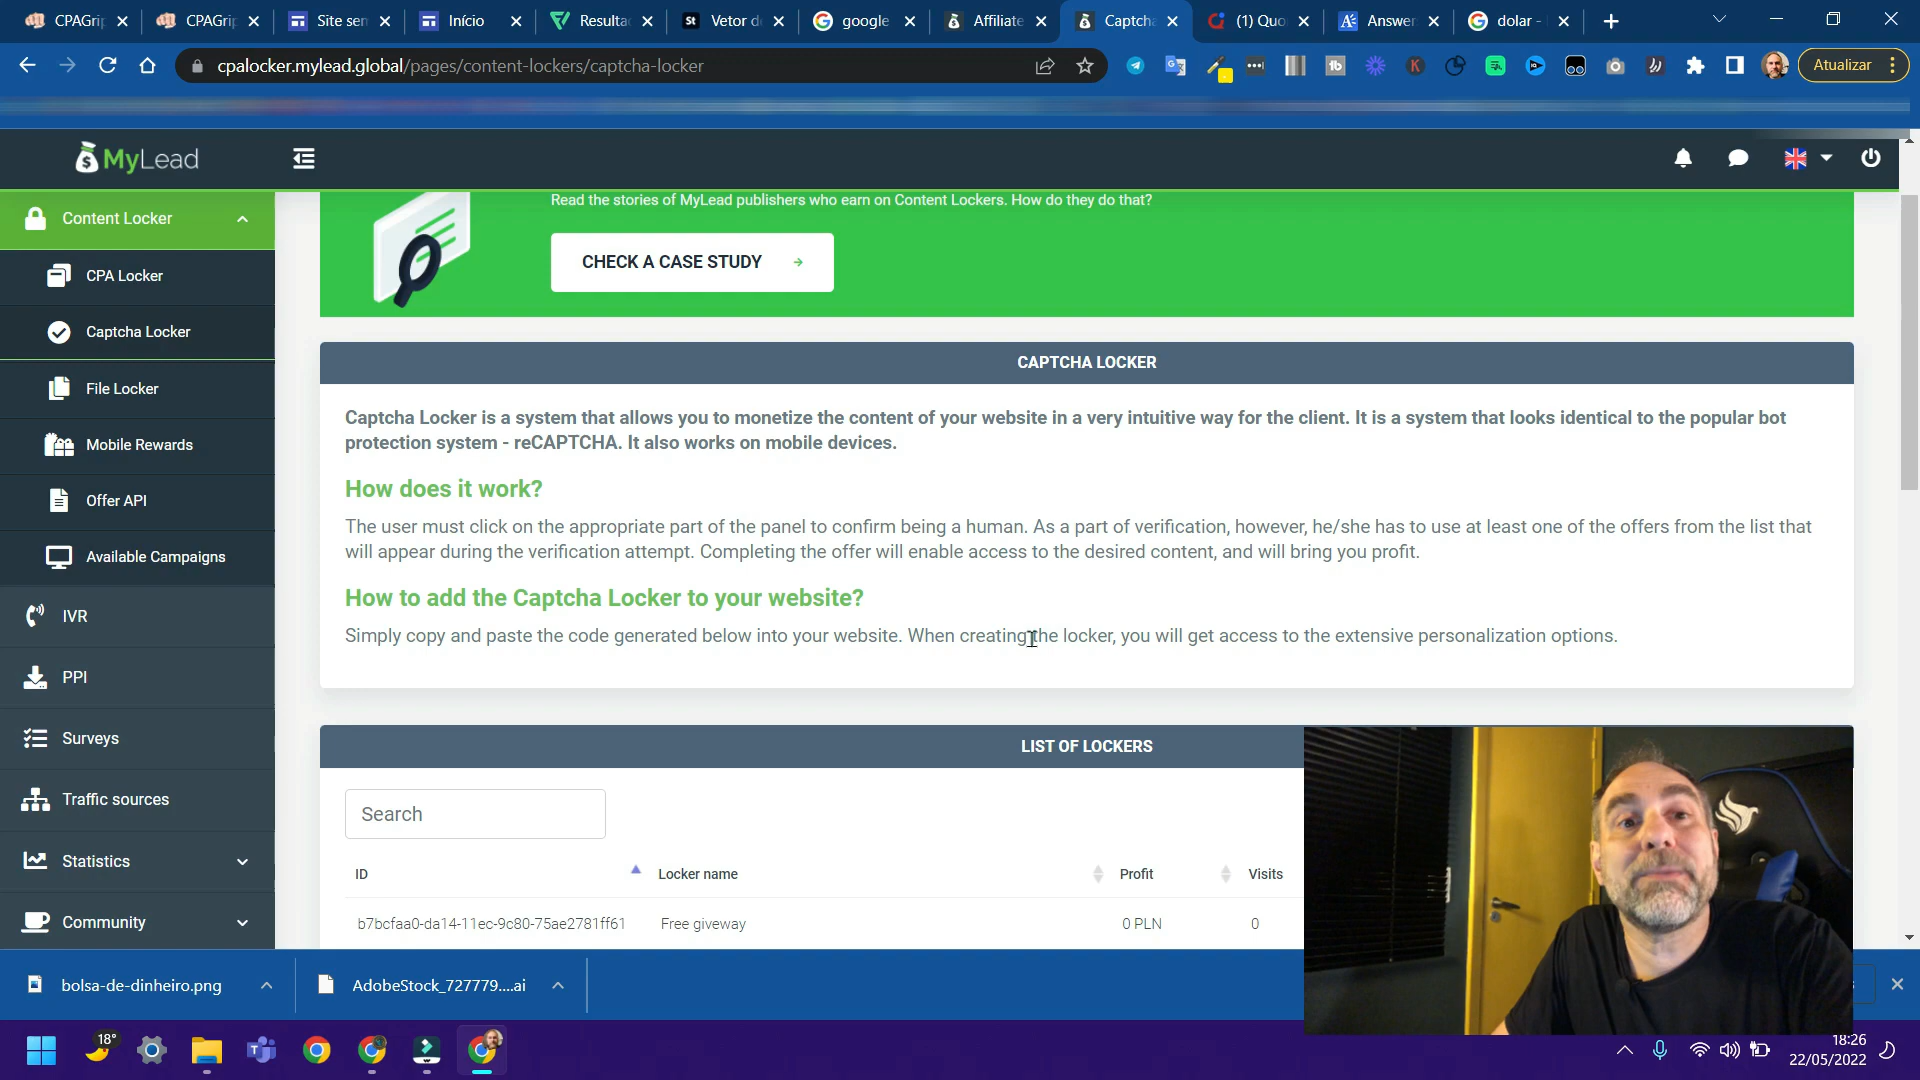 CPAGrip
CPAGrip
Site sem
Início
Resulta
Vetor d
google
Affiliate
Captcha
(1) Quo
Answer
dolar -
cpalocker.mylead.global/pages/content-lockers/captcha-locker
Atualizar
MyLead
Content Locker
CPA Locker
Captcha Locker
File Locker
Mobile Rewards
Offer API
Available Campaigns
IVR
PPI
Surveys
Traffic sources
Statistics
Community
Read the stories of MyLead publishers who earn on Content Lockers. How do they do that?
CHECK A CASE STUDY
CAPTCHA LOCKER
Captcha Locker is a system that allows you to monetize the content of your website in a very intuitive way for the client. It is a system that looks identical to the popular bot
protection system - reCAPTCHA. It also works on mobile devices.
How does it work?
The user must click on the appropriate part of the panel to confirm being a human. As a part of verification, however, he/she has to use at least one of the offers from the list that
will appear during the verification attempt. Completing the offer will enable access to the desired content, and will bring you profit.
How to add the Captcha Locker to your website?
Simply copy and paste the code generated below into your website. When creating the locker, you will get access to the extensive personalization options.
LIST OF LOCKERS
Search
ID Locker name Profit Visits
b7bcfaa0-da14-11ec-9c80-75ae2781ff61 Free giveway 0 PLN 0
bolsa-de-dinheiro.png
AdobeStock_727779....ai
18°
18:26
22/05/2022